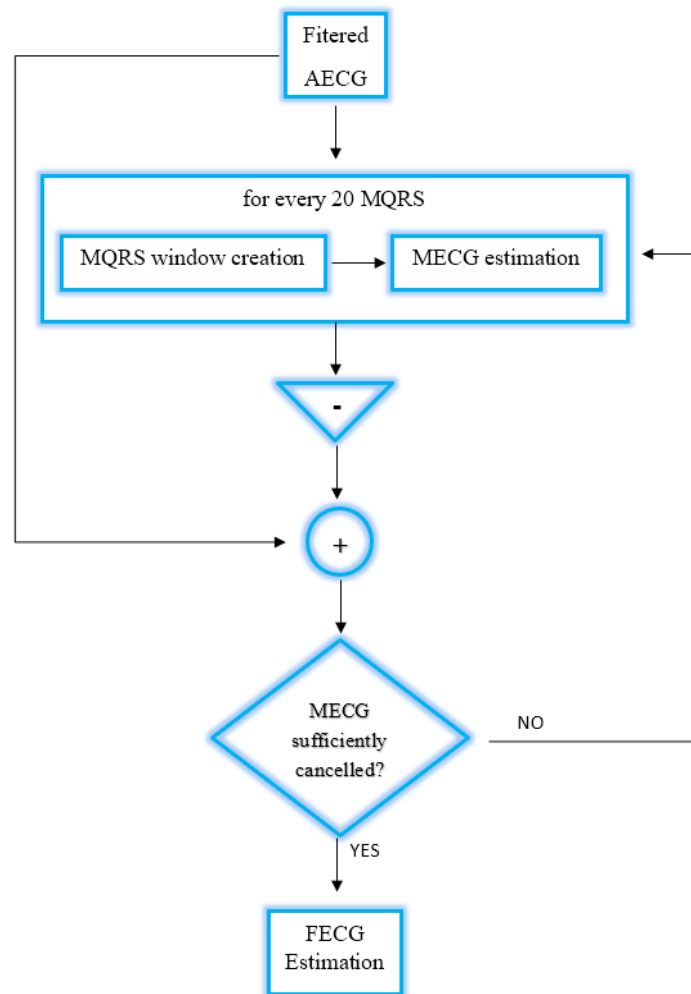 Fitered
AECG
for every 20 MQRS
MQRS window creation
MECG estimation
-
+
MECG
sufficiently
cancelled?
NO
YES
FECG
Estimation